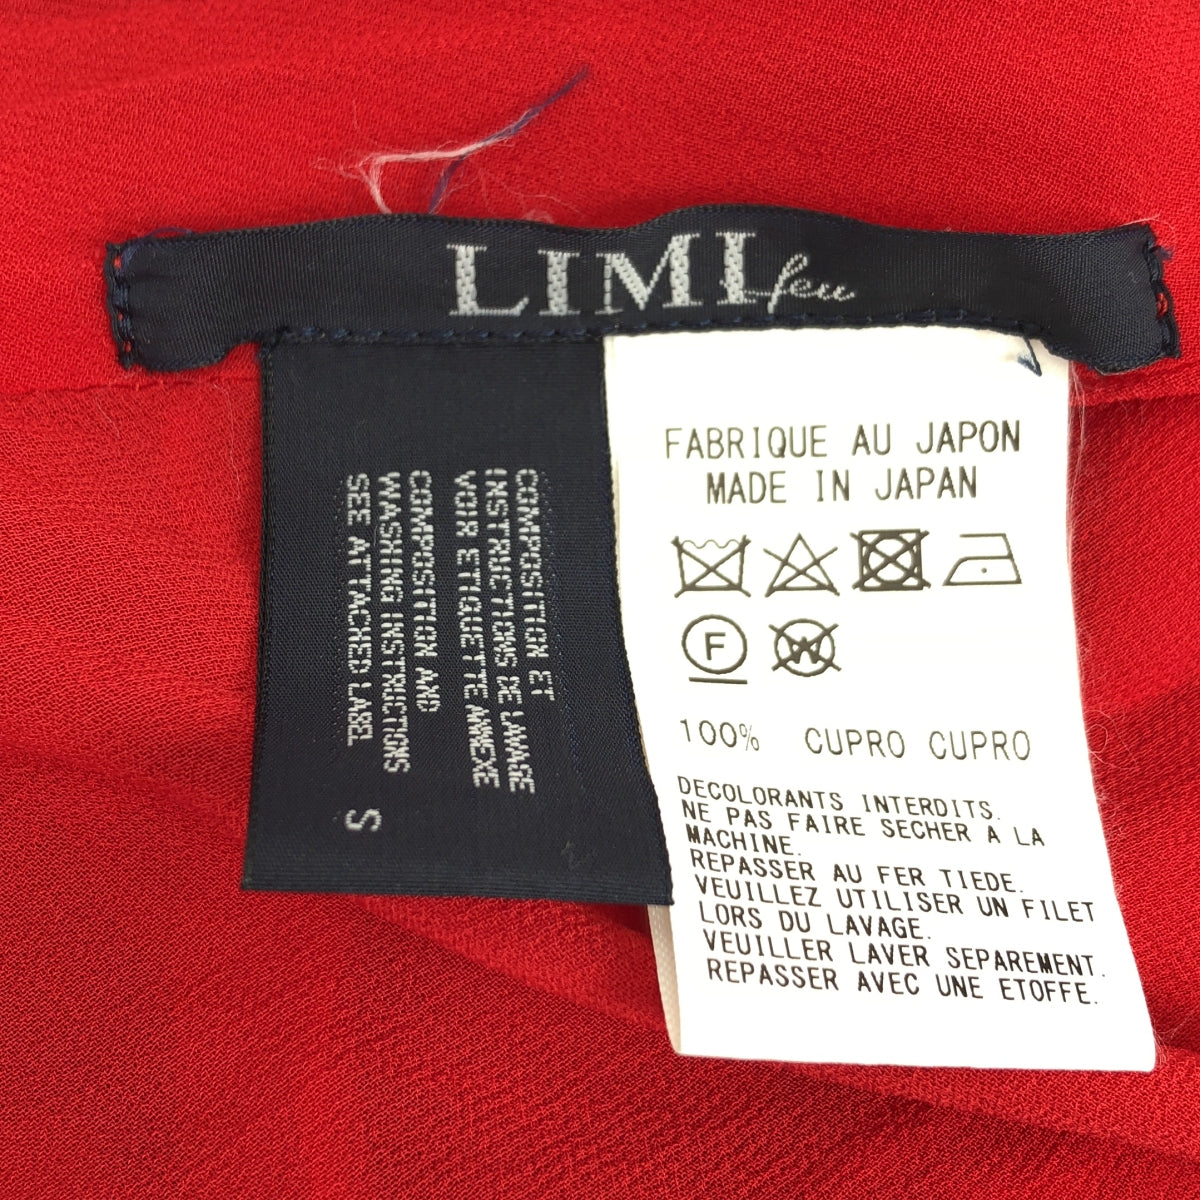 LIMI feu
COMPOSITION ET
INSTRUCTIONS DE LAVAGE
VOIR ETIQUETTE ANNEXE
COMPOSITION AND
WASHING INSTRUCTIONS
SEE ATTACHED LABEL
S
FABRIQUE AU JAPON
MADE IN JAPAN
F
W
100% CUPRO CUPRO
DECOLORANTS INTERDITS.
NE PAS FAIRE SECHER A LA
MACHINE.
REPASSER AU FER TIEDE.
VEUILLEZ UTILISER UN FILET
LORS DU LAVAGE.
VEUILLER LAVER SEPAREMENT.
REPASSER AVEC UNE ETOFFE.